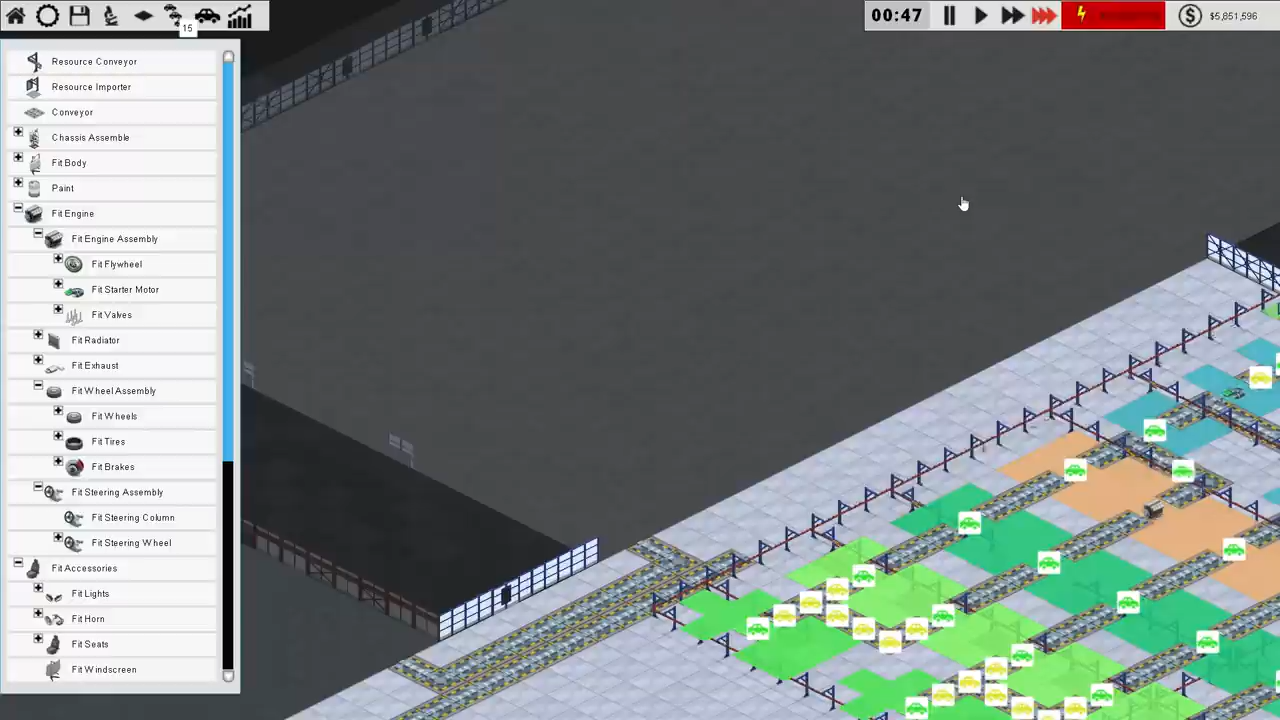 15
00:47
$5,851,596
Resource Conveyor
Resource Importer
Conveyor
Chassis Assemble
Fit Body
Paint
Fit Engine
Fit Engine Assembly
Fit Flywheel
Fit Starter Motor
Fit Valves
Fit Radiator
Fit Exhaust
Fit Wheel Assembly
Fit Wheels
Fit Tires
Fit Brakes
Fit Steering Assembly
Fit Steering Column
Fit Steering Wheel
Fit Accessories
Fit Lights
Fit Horn
Fit Seats
Fit Windscreen